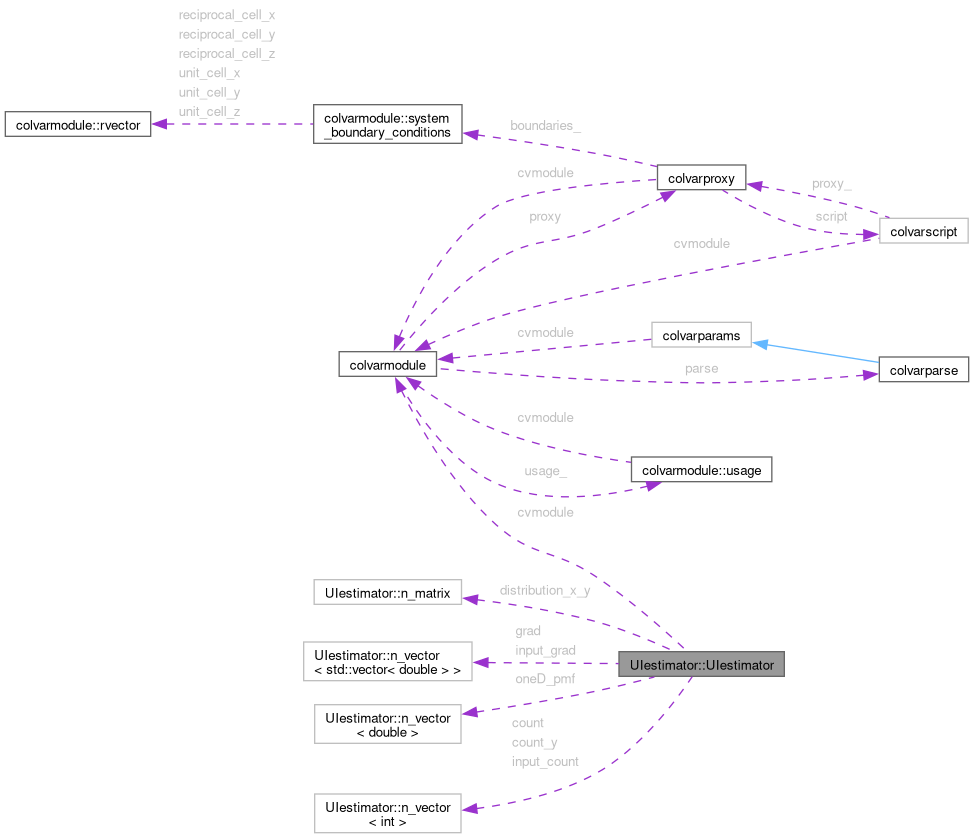 reciprocal_cell_x
reciprocal_cell_y
reciprocal_cell_z
unit_cell_x
unit_cell_y
unit_cell_z
colvarmodule::rvector
colvarmodule::system
_boundary_conditions
boundaries_
colvarproxy
cvmodule
proxy
proxy_
script
colvarscript
cvmodule
colvarparams
cvmodule
colvarmodule
parse
colvarparse
cvmodule
colvarmodule::usage
usage_
cvmodule
UIestimator::n_matrix
distribution_x_y
grad
input_grad
UIestimator::n_vector
< std::vector< double > >
UIestimator::UIestimator
oneD_pmf
UIestimator::n_vector
< double >
count
count_y
input_count
UIestimator::n_vector
< int >